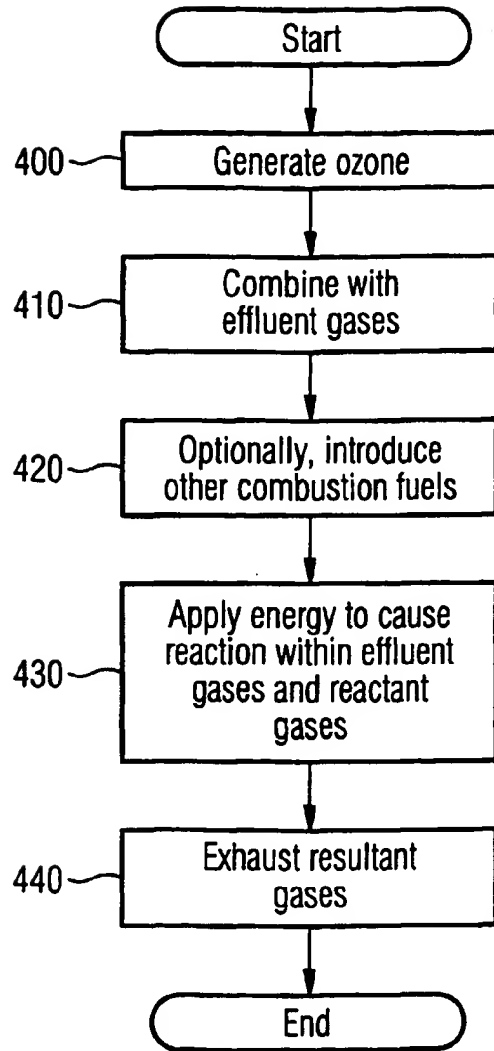 Start
400
Generate ozone
410
Combine with
effluent gases
420
Optionally, introduce
other combustion fuels
430
Apply energy to cause
reaction within effluent
gases and reactant
gases
440
Exhaust resultant
gases
End